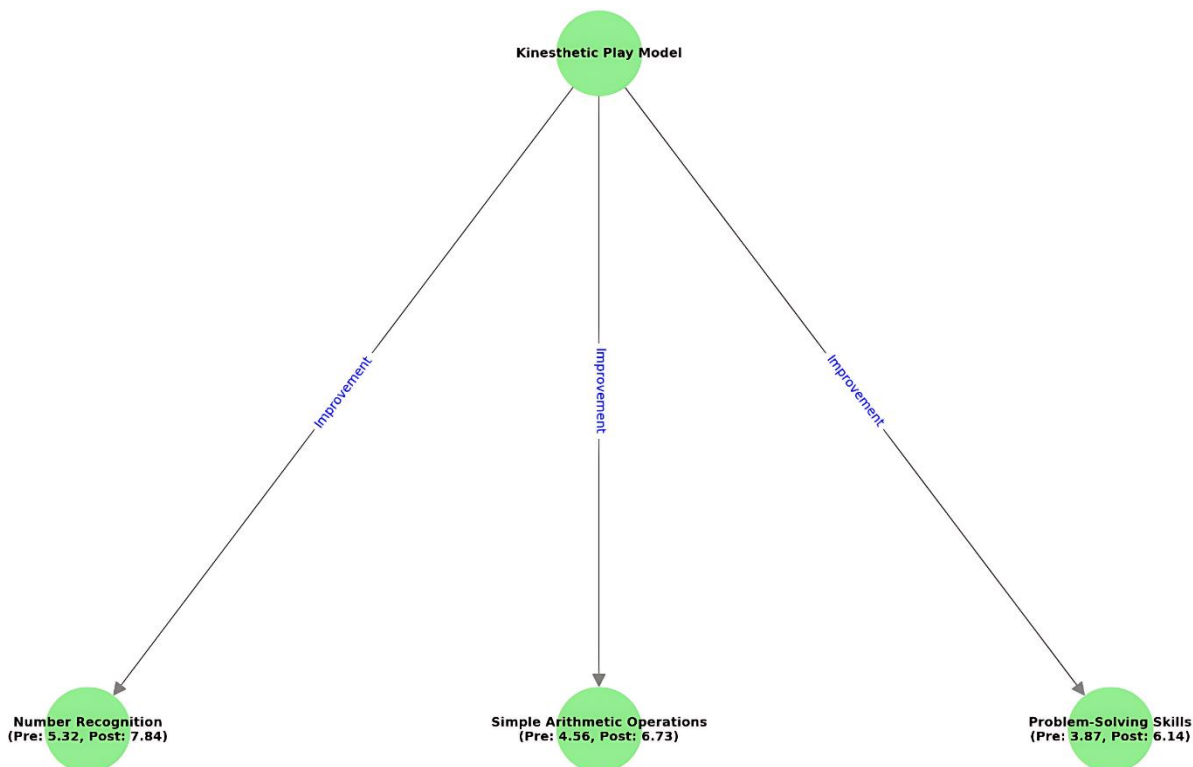 Kinesthetic Play Model
Improvement
Improvement
Improvement
Number Recognition
(Pre: 5.32, Post: 7.84)
Simple Arithmetic Operations
(Pre: 4.56, Post: 6.73)
Problem-Solving Skills
(Pre: 3.87, Post: 6.14)